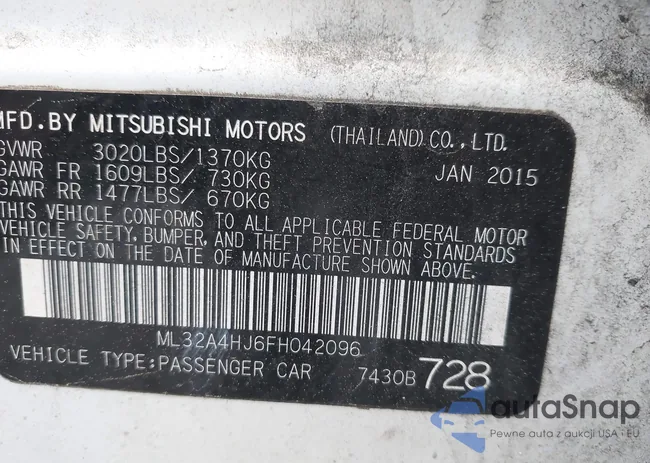 MFD. BY MITSUBISHI MOTORS (THAILAND) CO., LTD.
GVWR 3020LBS/1370KG JAN 2015
GAWR FR 1609LBS/ 730KG
GAWR RR 1477LBS/ 670KG
THIS VEHICLE CONFORMS TO ALL APPLICABLE FEDERAL MOTOR
VEHICLE SAFETY, BUMPER, AND THEFT PREVENTION STANDARDS
IN EFFECT ON THE DATE OF MANUFACTURE SHOWN ABOVE.
ML32A4HJ6FH042096
VEHICLE TYPE:PASSENGER CAR 7430B 728
autaSnap
Pewne auta z aukcji USA i EU